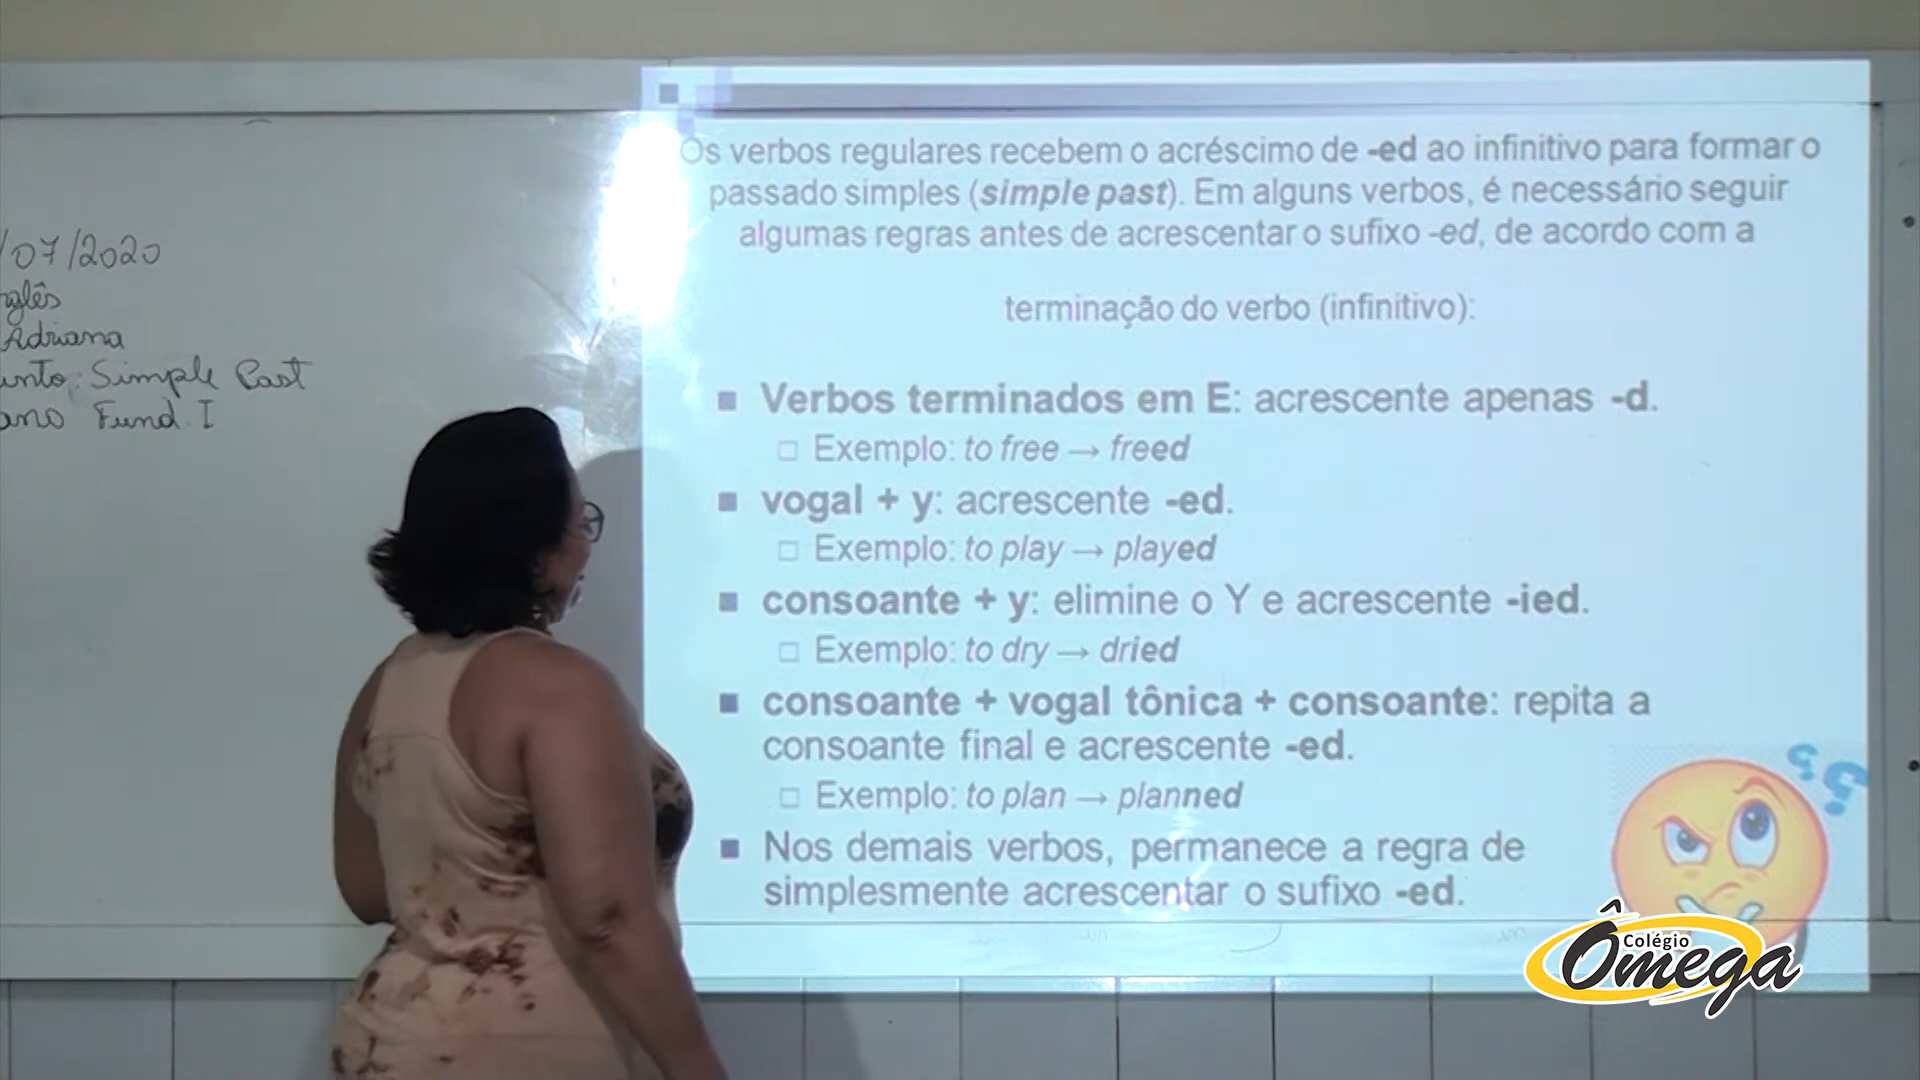 /07/2020
nglês
Adriana
unto: Simple Past
ano Fund. I
Os verbos regulares recebem o acréscimo de -ed ao infinitivo para formar o
passado simples (simple past). Em alguns verbos, é necessário seguir
algumas regras antes de acrescentar o sufixo -ed, de acordo com a
terminação do verbo (infinitivo):
Verbos terminados em E: acrescente apenas -d.
Exemplo: to free → freed
vogal + y: acrescente -ed.
Exemplo: to play → played
consoante + y: elimine o Y e acrescente -ied.
Exemplo: to dry → dried
consoante + vogal tônica + consoante: repita a
consoante final e acrescente -ed.
Exemplo: to plan → planned
Nos demais verbos, permanece a regra de
simplesmente acrescentar o sufixo -ed.
Colégio
Ômega